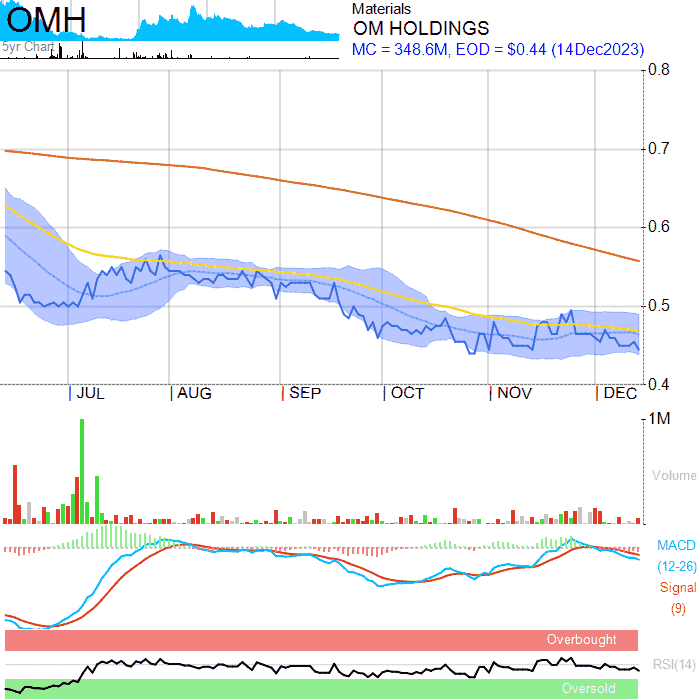 OMH
5yr Chart
Materials
OM HOLDINGS
MC = 348.6M, EOD = $0.44 (14Dec2023)
0.8
0.7
0.6
0.5
0.4
JUL AUG SEP OCT NOV DEC
1M
Volume
MACD
(12-26)
Signal
(9)
Overbought
RSI(14)
Oversold